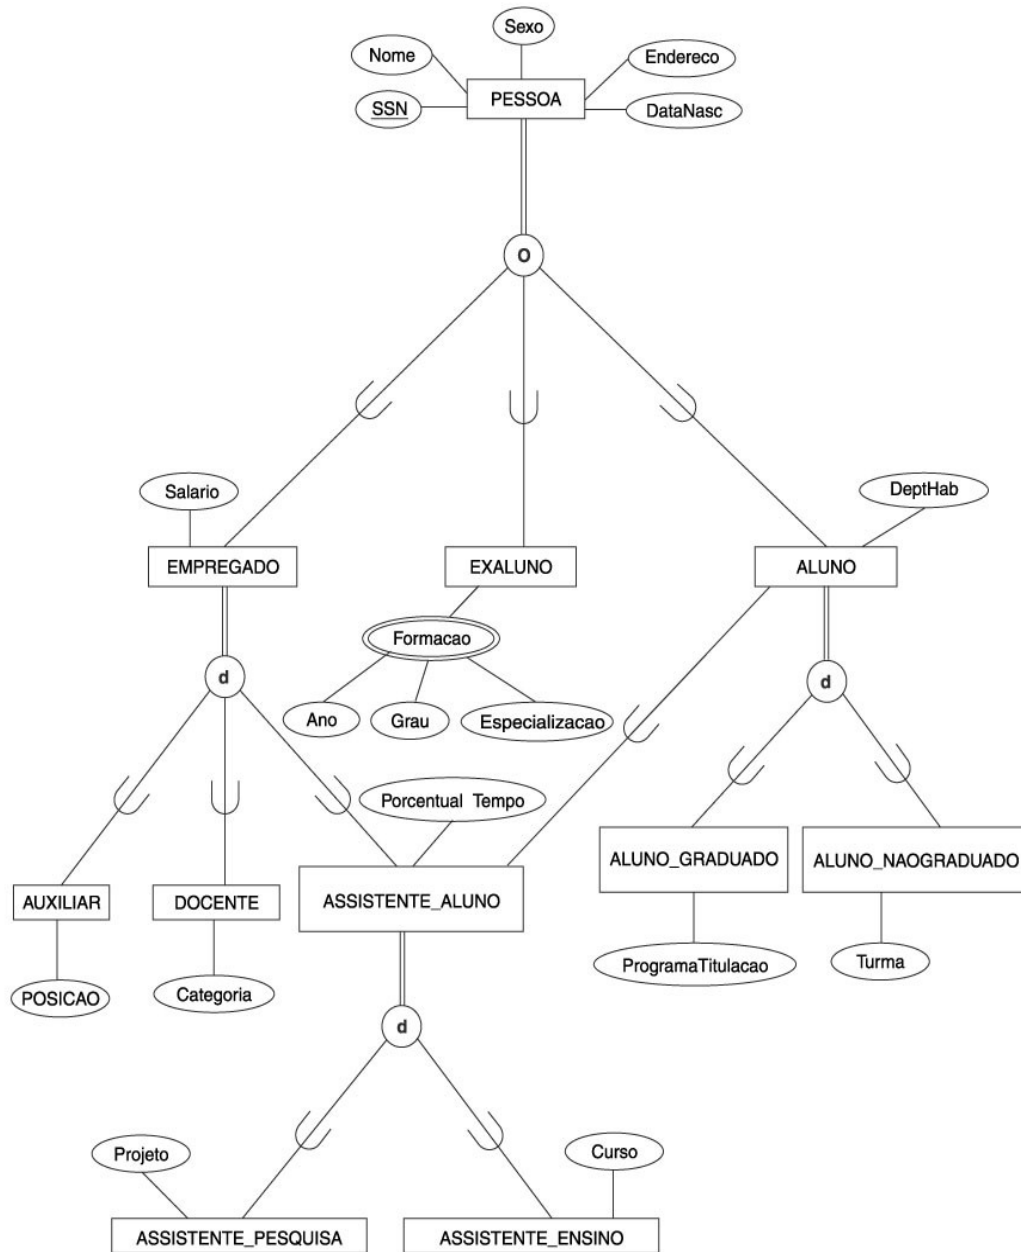 Sexo
Nome
Endereco
PESSOA
SSN
DataNasc
O
Salario
DeptHab
EMPREGADO
EXALUNO
ALUNO
Formacao
d
d
Ano
Grau
Especializacao
Porcentual Tempo
ALUNO_GRADUADO
ALUNO_NAOGRADUADO
AUXILIAR
DOCENTE
ASSISTENTE_ALUNO
ProgramaTitulacao
Turma
POSICAO
Categoria
d
Projeto
Curso
ASSISTENTE_PESQUISA
ASSISTENTE_ENSINO